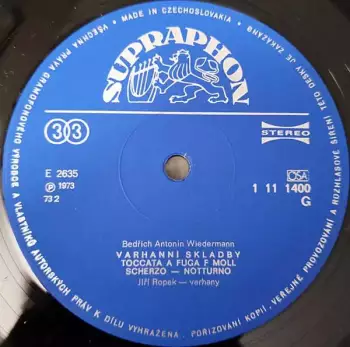 MADE IN CZECHOSLOVAKIA • VŠECHNA PRÁVA GRAMOFONOVÉHO VÝROBCE A VLASTNÍKA AUTORSKÝCH PRÁV K DÍLU VYHRAZENA. POŘIZOVÁNÍ KOPIÍ, VEŘEJNÉ PROVOZOVÁNÍ A ROZHLASOVÉ ŠÍŘENÍ TÉTO DESKY JE ZAKÁZÁNO
SUPRAPHON
33
STEREO
E 2635
Ⓟ 1973
73 2
OSA
1 11 1400
G
Bedřich Antonín Wiedermann
VARHANNÍ SKLADBY
TOCCATA A FUGA F MOLL
SCHERZO — NOTTURNO
Jiří Ropek — varhany